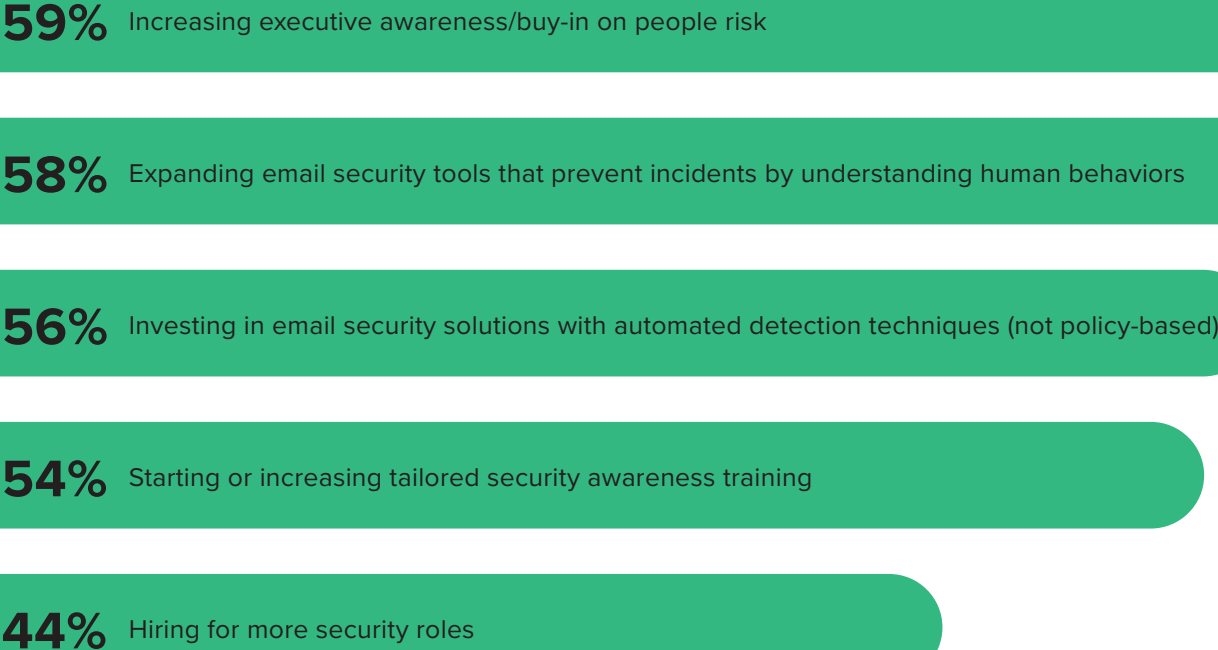 59% Increasing executive awareness/buy-in on people risk
58% Expanding email security tools that prevent incidents by understanding human behaviors
56% Investing in email security solutions with automated detection techniques (not policy-based)
54% Starting or increasing tailored security awareness training
44% Hiring for more security roles